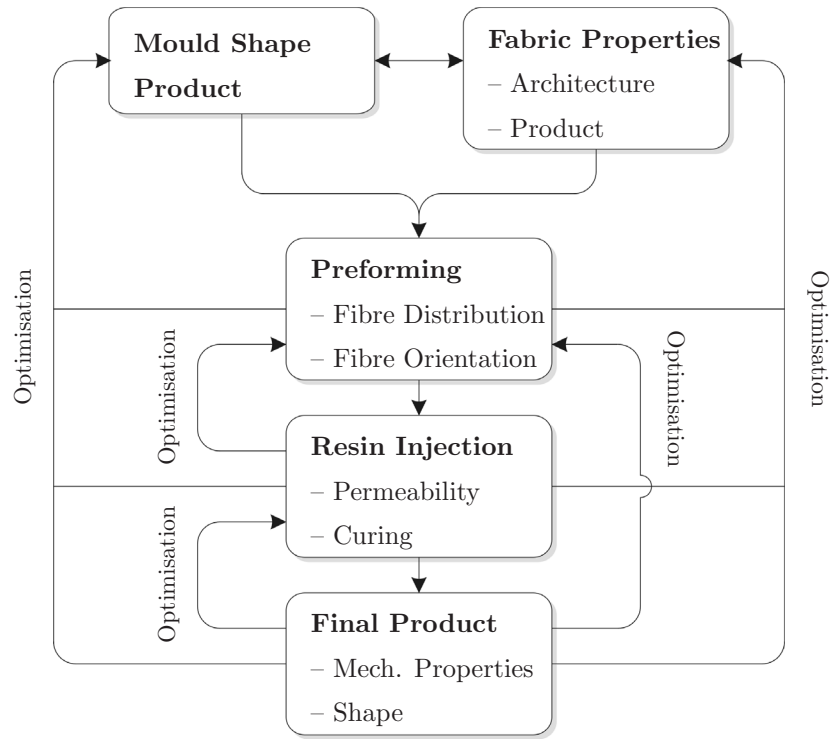 Mould Shape
Product
Fabric Properties
– Architecture
– Product
Optimisation
Optimisation
Preforming
– Fibre Distribution
– Fibre Orientation
Optimisation
Optimisation
Resin Injection
– Permeability
– Curing
Optimisation
Final Product
– Mech. Properties
– Shape